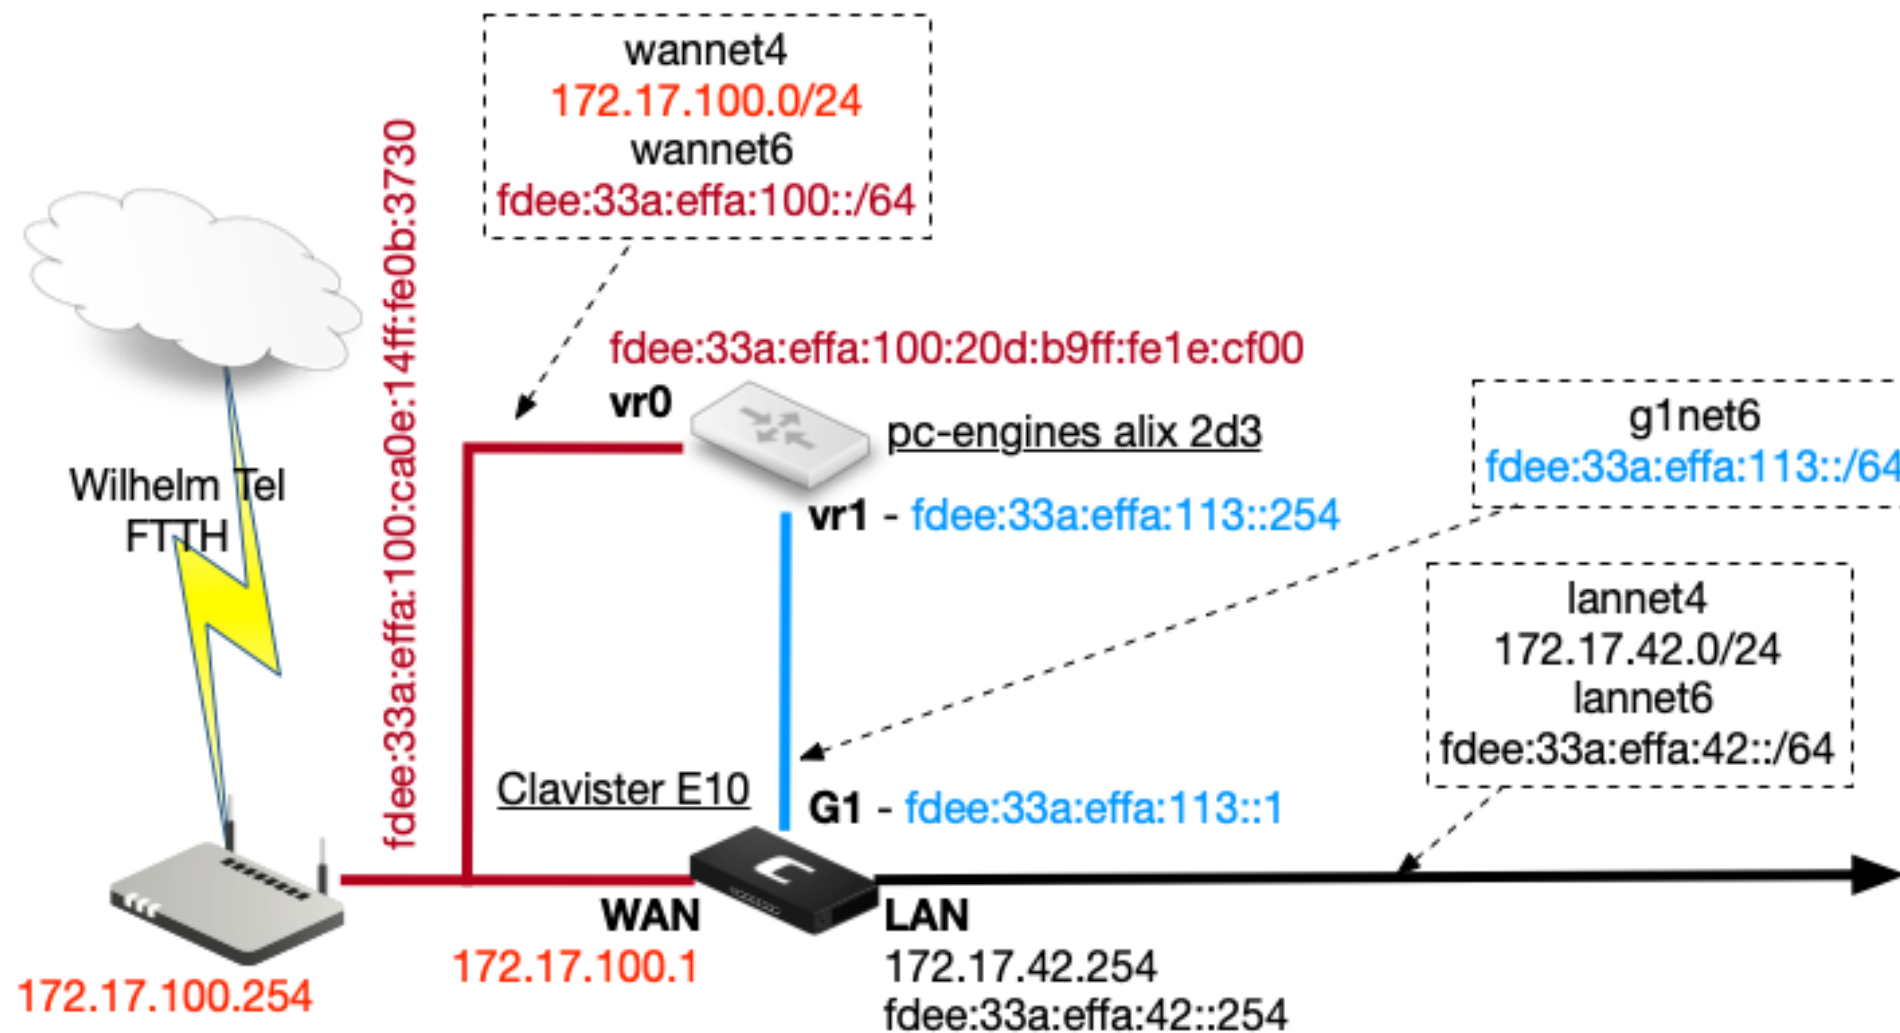 wannet4
172.17.100.0/24
wannet6
fdee:33a:effa:100::/64
fdee:33a:effa:100:ca0e:14ff:fe0b:3730
fdee:33a:effa:100:20d:b9ff:fe1e:cf00
vr0
pc-engines alix 2d3
vr1 - fdee:33a:effa:113::254
g1net6
fdee:33a:effa:113::/64
Wilhelm Tel
FTTH
lannet4
172.17.42.0/24
lannet6
fdee:33a:effa:42::/64
Clavister E10
G1 - fdee:33a:effa:113::1
C
WAN
172.17.100.1
LAN
172.17.42.254
fdee:33a:effa:42::254
172.17.100.254